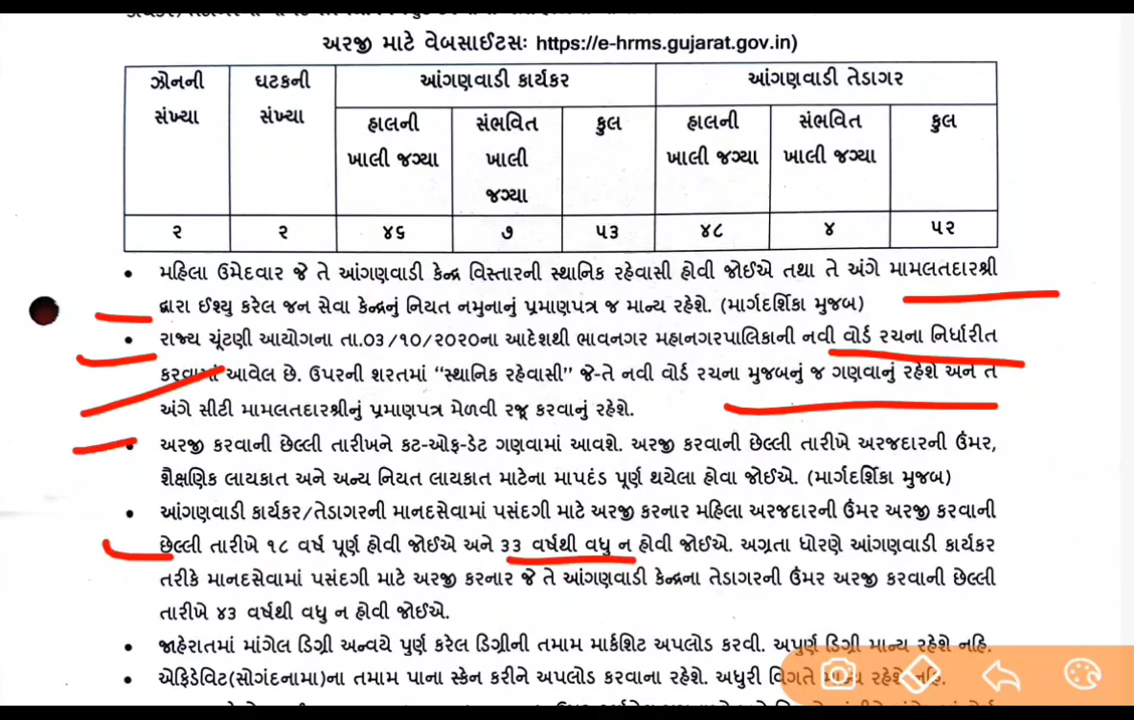 અરજી માટે વેબસાઈટસઃ https://e-hrms.gujarat.gov.in)
ઝોનની સંખ્યા
ઘટકની સંખ્યા
આંગણવાડી કાર્યકર
આંગણવાડી તેડાગર
હાલની ખાલી જગ્યા
સંભવિત ખાલી જગ્યા
કુલ
હાલની ખાલી જગ્યા
સંભવિત ખાલી જગ્યા
કુલ
૨ ૨ ૪૬ ૭ ૫૩ ૪૮ ૪ ૫૨
• મહિલા ઉમેદવાર જે તે આંગણવાડી કેન્દ્ર વિસ્તારની સ્થાનિક રહેવાસી હોવી જોઈએ તથા તે અંગે મામલતદારશ્રી
દ્વારા ઈશ્યુ કરેલ જન સેવા કેન્દ્રનું નિયત નમુનાનું પ્રમાણપત્ર જ માન્ય રહેશે. (માર્ગદર્શિકા મુજબ)
• રાજ્ય ચૂંટણી આયોગના તા.૦૩/૧૦/૨૦૨૦ના આદેશથી ભાવનગર મહાનગરપાલિકાની નવી વોર્ડ રચના નિર્ધારીત
કરવામાં આવેલ છે. ઉપરની શરતમાં “સ્થાનિક રહેવાસી” જે-તે નવી વોર્ડ રચના મુજબનું જ ગણવાનું રહેશે અને તે
અંગે સીટી મામલતદારશ્રીનું પ્રમાણપત્ર મેળવી રજૂ કરવાનું રહેશે.
• અરજી કરવાની છેલ્લી તારીખને કટ-ઓફ-ડેટ ગણવામાં આવશે. અરજી કરવાની છેલ્લી તારીખે અરજદારની ઉંમર,
શૈક્ષણિક લાયકાત અને અન્ય નિયત લાયકાત માટેના માપદંડ પૂર્ણ થયેલા હોવા જોઈએ. (માર્ગદર્શિકા મુજબ)
• આંગણવાડી કાર્યકર/તેડાગરની માનદસેવામાં પસંદગી માટે અરજી કરનાર મહિલા અરજદારની ઉંમર અરજી કરવાની
છેલ્લી તારીખે ૧૮ વર્ષ પૂર્ણ હોવી જોઈએ અને ૩૩ વર્ષથી વધુ ન હોવી જોઈએ. અગ્રતા ધોરણે આંગણવાડી કાર્યકર
તરીકે માનદસેવામાં પસંદગી માટે અરજી કરનાર જે તે આંગણવાડી કેન્દ્રના તેડાગરની ઉંમર અરજી કરવાની છેલ્લી
તારીખે ૪૩ વર્ષથી વધુ ન હોવી જોઈએ.
• જાહેરાતમાં માંગેલ ડિગ્રી અન્વયે પુર્ણ કરેલ ડિગ્રીની તમામ માર્કશિટ અપલોડ કરવી. અપુર્ણ ડિગ્રી માન્ય રહેશે નહિ.
• એફિડેવિટ(સોગંદનામા)ના તમામ પાના સ્કેન કરીને અપલોડ કરવાના રહેશે. અધુરી વિગતે માન્ય રહેશે નહિ.